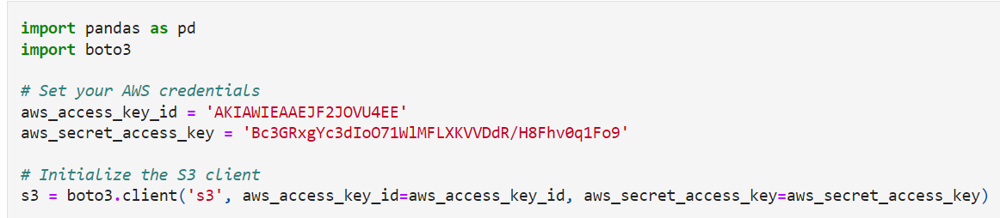 import pandas as pd
import boto3
# Set your AWS credentials
aws_access_key_id = 'AKIAWIEAAEJF2JOVU4EE'
aws_secret_access_key = 'Bc3GRxgYc3dIoO71WlMFLXKVVDdR/H8Fhv0q1Fo9'
# Initialize the S3 client
s3 = boto3.client('s3', aws_access_key_id=aws_access_key_id, aws_secret_access_key=aws_secret_access_key)